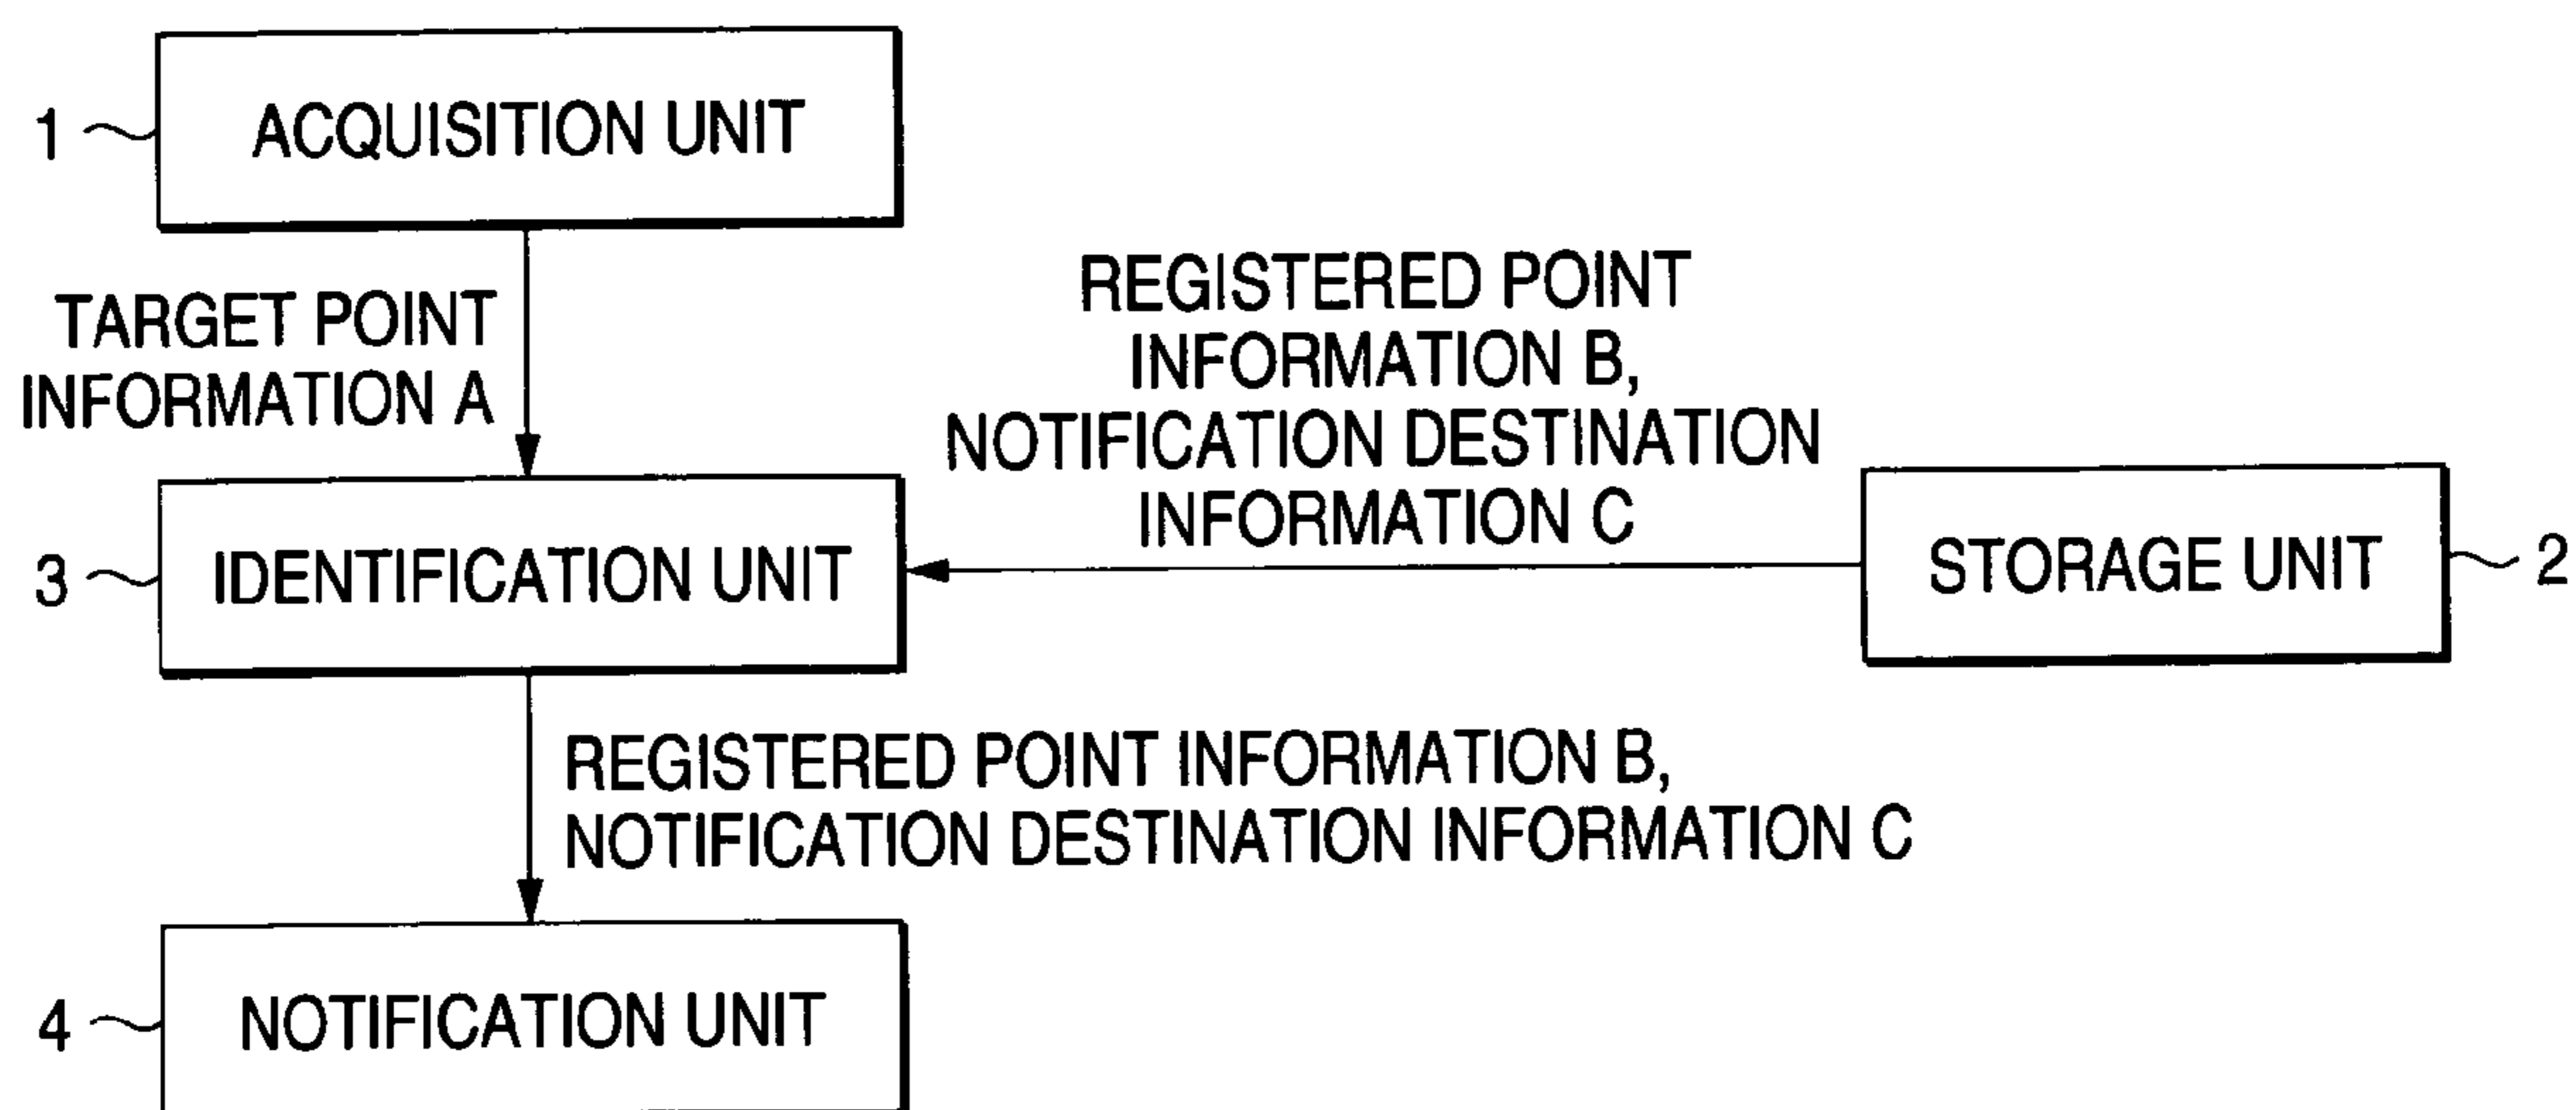 1
ACQUISITION UNIT
TARGET POINT
INFORMATION A
REGISTERED POINT
INFORMATION B,
NOTIFICATION DESTINATION
INFORMATION C
3
IDENTIFICATION UNIT
STORAGE UNIT
2
REGISTERED POINT INFORMATION B,
NOTIFICATION DESTINATION INFORMATION C
4
NOTIFICATION UNIT